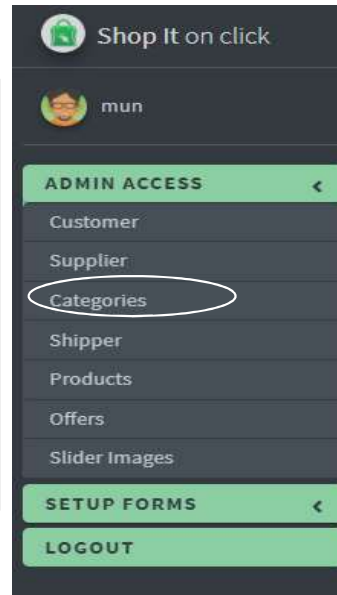 Shop It on click
mun
ADMIN ACCESS
Customer
Supplier
Categories
Shipper
Products
Offers
Slider Images
SETUP FORMS
LOGOUT